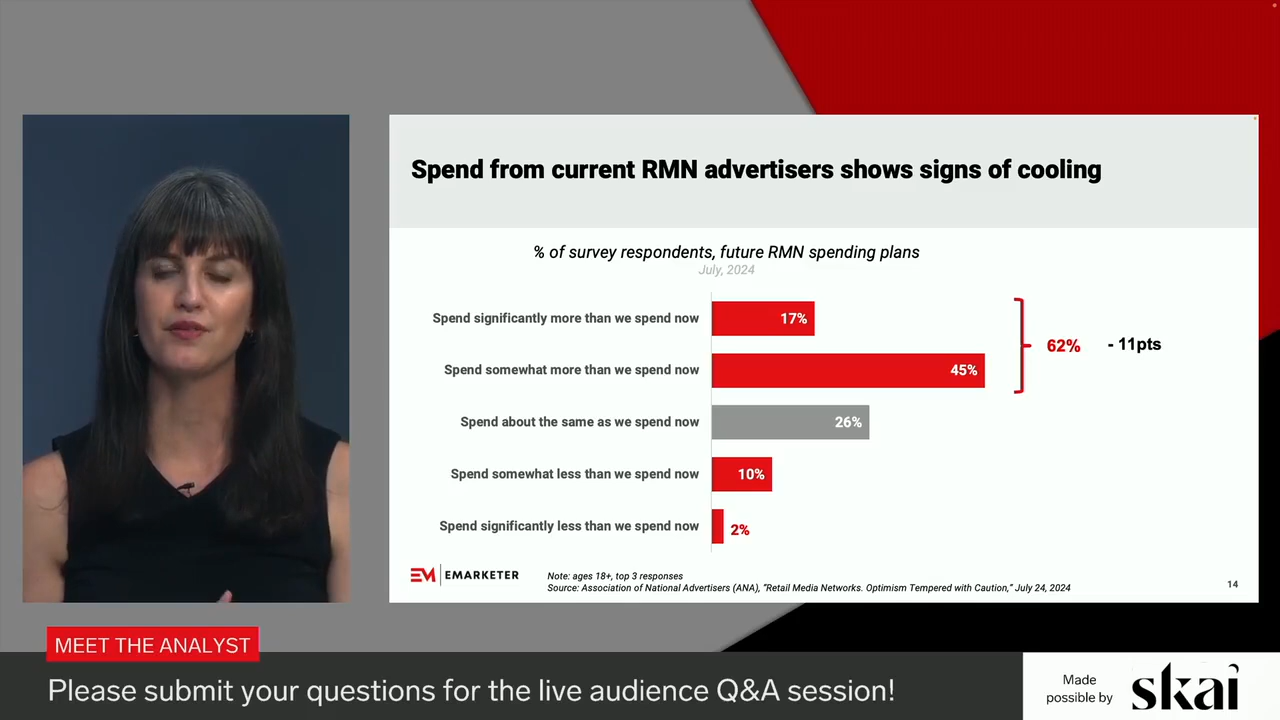 Spend from current RMN advertisers shows signs of cooling
% of survey respondents, future RMN spending plans
July, 2024
Spend significantly more than we spend now
17%
Spend somewhat more than we spend now
45%
62%
- 11pts
Spend about the same as we spend now
26%
Spend somewhat less than we spend now
10%
Spend significantly less than we spend now
2%
EM EMARKETER
Note: ages 18+, top 3 responses
Source: Association of National Advertisers (ANA), “Retail Media Networks. Optimism Tempered with Caution,” July 24, 2024
14
MEET THE ANALYST
Please submit your questions for the live audience Q&A session!
Made
possible by
skai